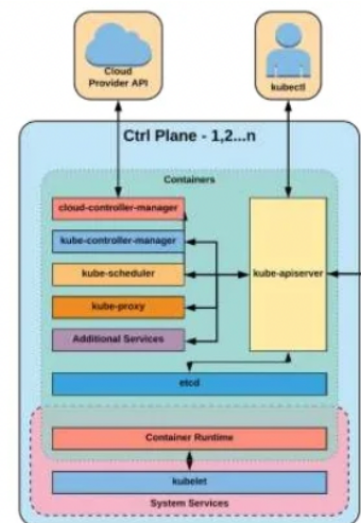 Cloud
Provider API
kubectl
Ctrl Plane - 1,2...n
Containers
cloud-controller-manager
kube-controller-manager
kube-scheduler
kube-proxy
Additional Services
kube-apiserver
etcd
Container Runtime
kubelet
System Services